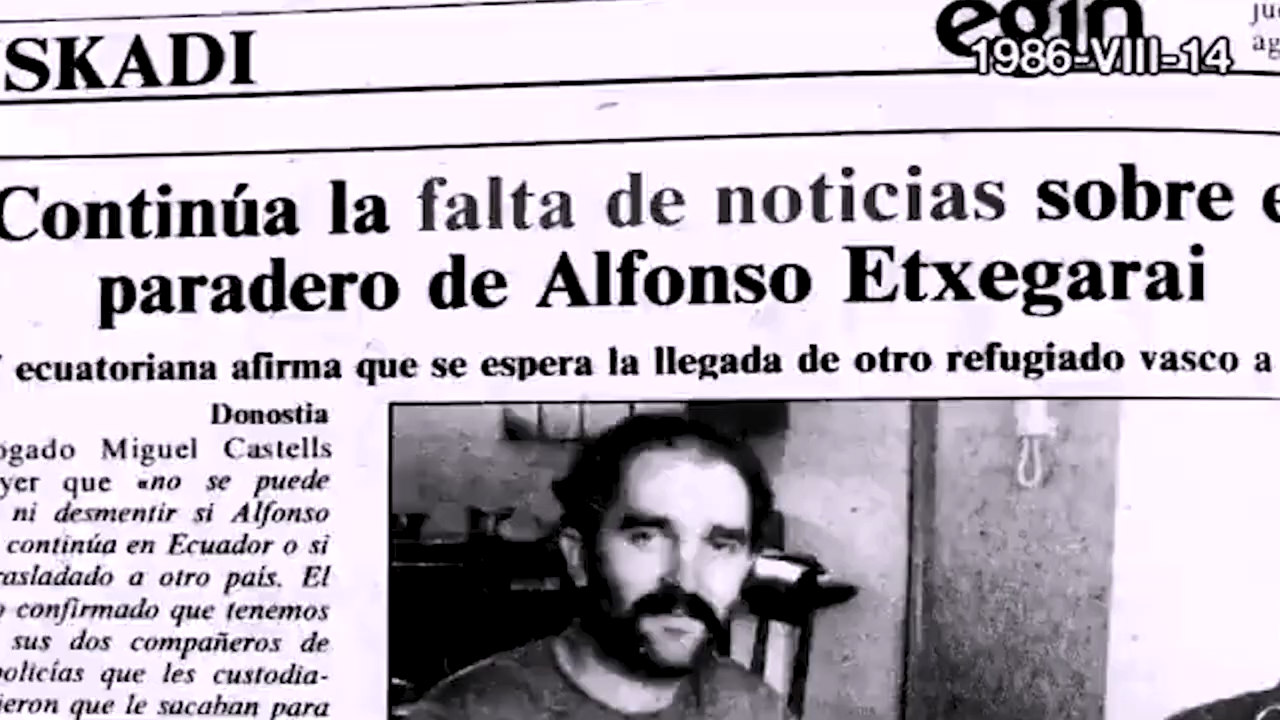 SKADI
egin
1986-VIII-14
Continúa la falta de noticias sobre e
paradero de Alfonso Etxegarai
ecuatoriana afirma que se espera la llegada de otro refugiado vasco a
Donostia
ogado Miguel Castells
yer que «no se puede
ni desmentir si Alfonso
continúa en Ecuador o si
rasladado a otro país. El
o confirmado que tenemos
sus dos compañeros de
policías que les custodia-
ieron que le sacaban para